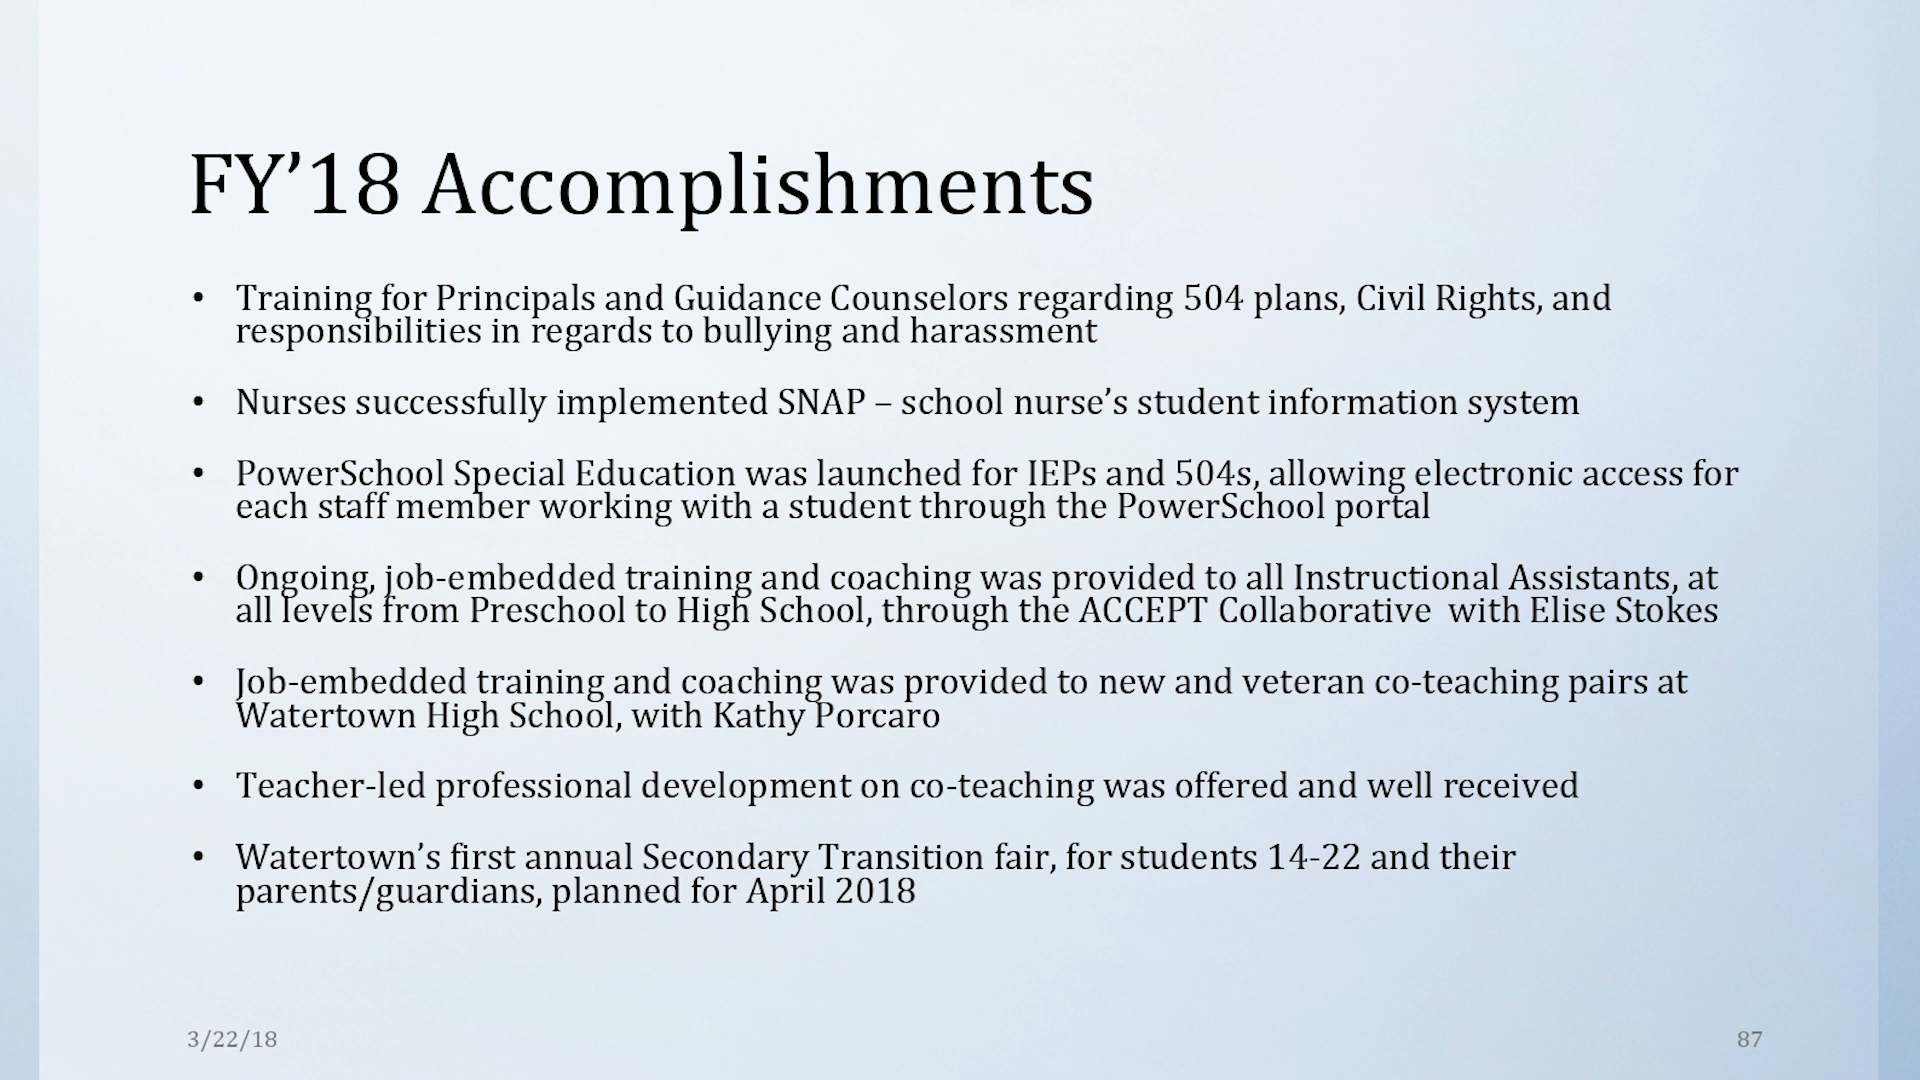 FY’18 Accomplishments
• Training for Principals and Guidance Counselors regarding 504 plans, Civil Rights, and
responsibilities in regards to bullying and harassment
• Nurses successfully implemented SNAP – school nurse’s student information system
• PowerSchool Special Education was launched for IEPs and 504s, allowing electronic access for
each staff member working with a student through the PowerSchool portal
• Ongoing, job-embedded training and coaching was provided to all Instructional Assistants, at
all levels from Preschool to High School, through the ACCEPT Collaborative  with Elise Stokes
• Job-embedded training and coaching was provided to new and veteran co-teaching pairs at
Watertown High School, with Kathy Porcaro
• Teacher-led professional development on co-teaching was offered and well received
• Watertown’s first annual Secondary Transition fair, for students 14-22 and their
parents/guardians, planned for April 2018
3/22/18
87